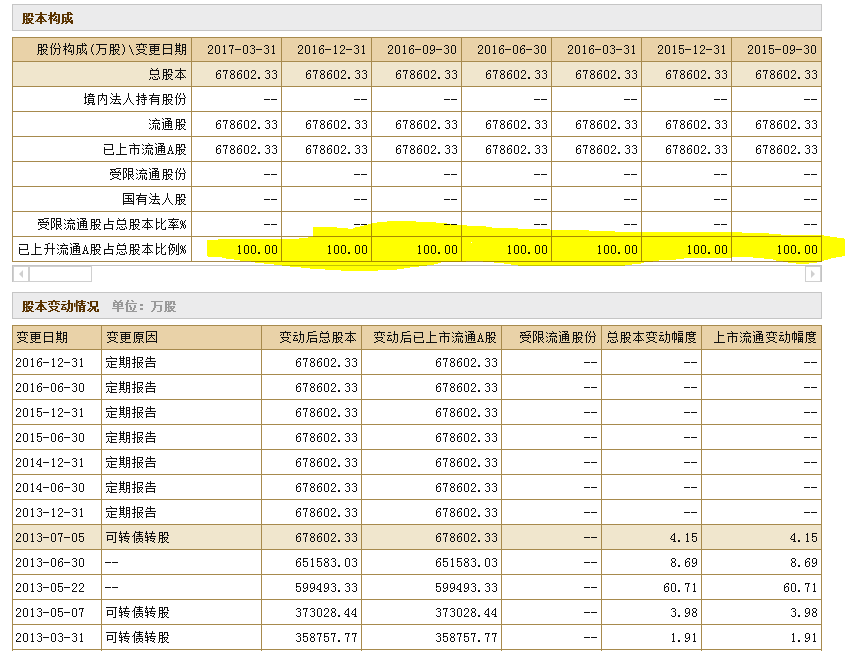 股本构成
股份构成(万股)\变更日期 2017-03-31 2016-12-31 2016-09-30 2016-06-30 2016-03-31 2015-12-31 2015-09-30
总股本 678602.33 678602.33 678602.33 678602.33 678602.33 678602.33 678602.33
境内法人持有股份 -- -- -- -- -- -- --
流通股 678602.33 678602.33 678602.33 678602.33 678602.33 678602.33 678602.33
已上市流通A股 678602.33 678602.33 678602.33 678602.33 678602.33 678602.33 678602.33
受限流通股份 -- -- -- -- -- -- --
国有法人股 -- -- -- -- -- -- --
受限流通股占总股本比率% -- -- -- -- -- -- --
已上升流通A股占总股本比例% 100.00 100.00 100.00 100.00 100.00 100.00 100.00
股本变动情况 单位: 万股
变更日期 变更原因 变动后总股本 变动后已上市流通A股 受限流通股份 总股本变动幅度 上市流通变动幅度
2016-12-31 定期报告 678602.33 678602.33 -- -- --
2016-06-30 定期报告 678602.33 678602.33 -- -- --
2015-12-31 定期报告 678602.33 678602.33 -- -- --
2015-06-30 定期报告 678602.33 678602.33 -- -- --
2014-12-31 定期报告 678602.33 678602.33 -- -- --
2014-06-30 定期报告 678602.33 678602.33 -- -- --
2013-12-31 定期报告 678602.33 678602.33 -- -- --
2013-07-05 可转债转股 678602.33 678602.33 -- 4.15 4.15
2013-06-30 -- 651583.03 651583.03 -- 8.69 8.69
2013-05-22 -- 599493.33 599493.33 -- 60.71 60.71
2013-05-07 可转债转股 373028.44 373028.44 -- 3.98 3.98
2013-03-31 可转债转股 358757.77 358757.77 -- 1.91 1.91